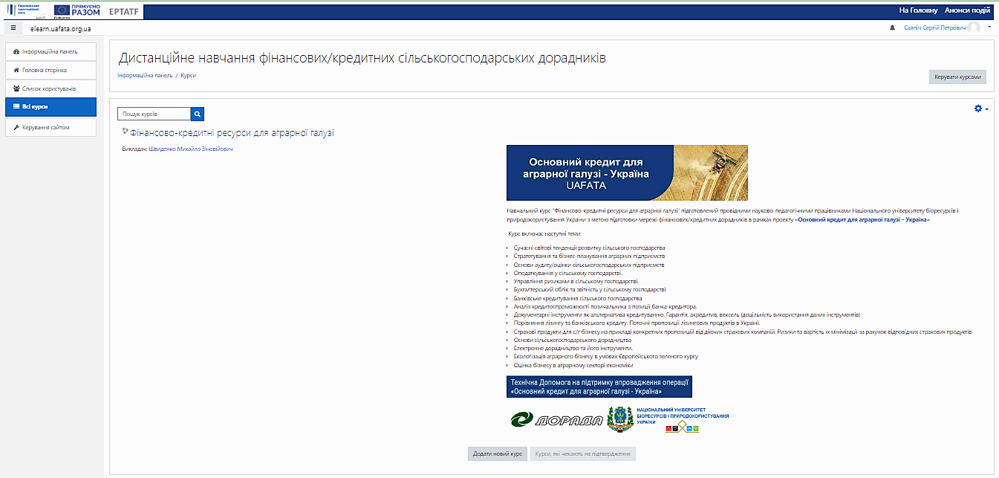 Європейський
інвестиційний
банк
ПРЯМУЄМО
РАЗОМ
EPTATF
На Головну Анонси подій
elearn.uafata.org.ua
Саяпін Сергій Петрович
Інформаційна панель
Головна сторінка
Список користувачів
Всі курси
Керування сайтом
Дистанційне навчання фінансових/кредитних сільськогосподарських дорадників
Інформаційна панель / Курси
Керувати курсами
Пошук курсів
Фінансово-кредитні ресурси для аграрної галузі
Викладач: Швиденко Михайло Зіновійович
Основний кредит для
аграрної галузі - Україна
UAFATA
Навчальний курс "Фінансово-кредитні ресурси для аграрної галузі" підготовлений провідними науково-педагогічними працівниками Національного університету біоресурсів і
природокористування України з метою підготовки мережі фінансових/кредитних дорадників в рамках проекту «Основний кредит для аграрної галузі – Україна»
Курс включає наступні теми:
Сучасні світові тенденції розвитку сільського господарства
Стратегування та бізнес-планування аграрних підприємств
Основи аудиту/оцінки сільськогосподарських підприємств
Оподаткування у сільському господарстві.
Управління ризиками в сільському господарстві.
Бухгалтерський облік та звітність у сільському господарстві
Банківське кредитування сільського господарства
Аналіз кредитоспроможності позичальника з позиції банка-кредитора.
Документарні інструменти як альтернатива кредитуванню. Гарантія, акредитив, вексель (доцільність використання даних інструментів)
Порівняння лізингу та банківського кредиту. Поточні пропозиції лізингових продуктів в Україні.
Страхові продукти для с/г бізнесу на прикладі конкретних пропозицій від діючих страхових компаній. Ризики та вартість їх мінімізації за рахунок відповідних страхових продуктів
Основи сільськогосподарського дорадництва
Електронне дорадництво та його інструменти.
Екологізація аграрного бізнесу в умовах Європейського зеленого курсу
Оцінка бізнесу в аграрному секторі економіки
Технічна Допомога на підтримку впровадження операції
«Основний кредит для аграрної галузі - Україна»
ДОРАДА
НАЦІОНАЛЬНИЙ УНІВЕРСИТЕТ
БІОРЕСУРСІВ І ПРИРОДОКОРИСТУВАННЯ
УКРАЇНИ
Додати новий курс
Курси, які чекають на підтвердження